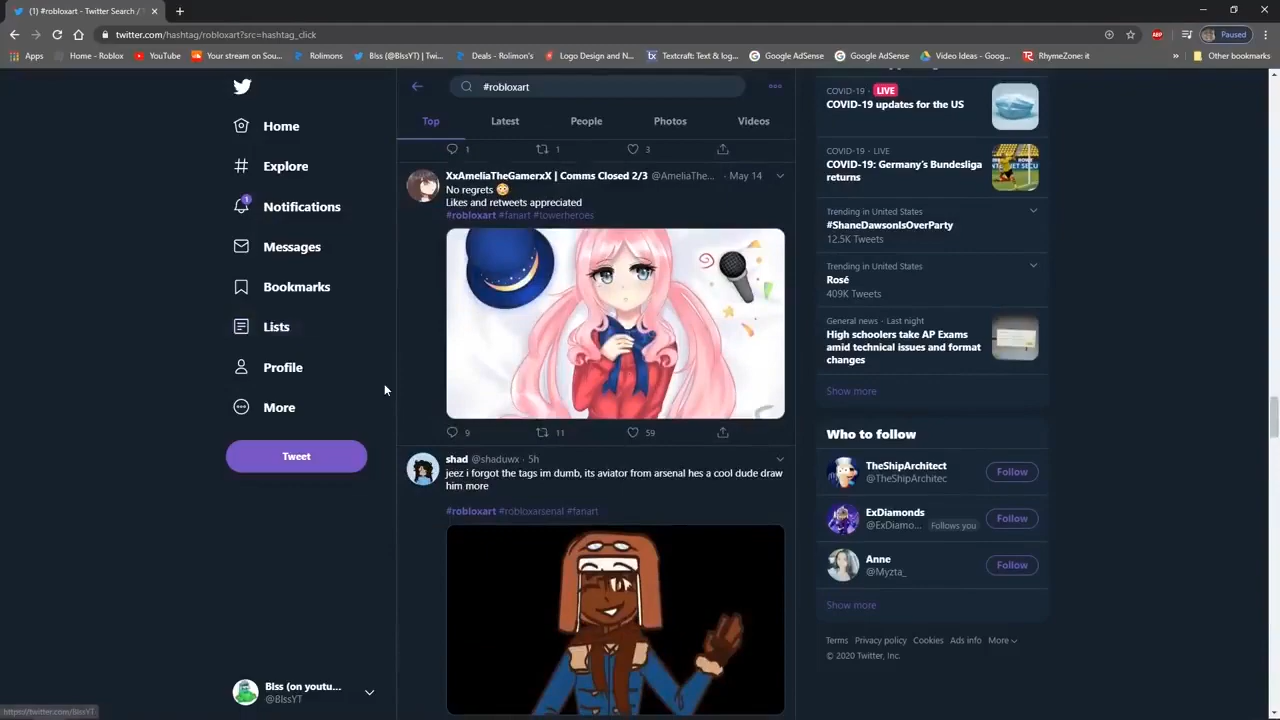 (1) #robloxart - Twitter Search /
twitter.com/hashtag/robloxart?src=hashtag_click
Paused
Apps
Home - Roblox
YouTube
Your stream on Sou...
Rolimons
Blss (@BlssYT) | Twi...
Deals - Rolimon's
Logo Design and N...
Textcraft: Text & lo...
Google AdSense
Google AdSense
Video Ideas - Goog...
RhymeZone: it
»
Other bookmarks
Home
Explore
1
Notifications
Messages
Bookmarks
Lists
Profile
More
Tweet
Blss (on youtu...
@BlssYT
https://twitter.com/BlssYT
#robloxart
Top
Latest
People
Photos
Videos
1
1
3
XxAmeliaTheGamerxX | Comms Closed 2/3 @AmeliaThe... · May 14
No regrets 😳
Likes and retweets appreciated
#robloxart #fanart #towerheroes
9
11
59
shad @shaduwx · 5h
jeez i forgot the tags im dumb, its aviator from arsenal hes a cool dude draw
him more
#robloxart #robloxarsenal #fanart
COVID-19 · LIVE
COVID-19 updates for the US
COVID-19 · LIVE
COVID-19: Germany's Bundesliga
returns
Trending in United States
#ShaneDawsonIsOverParty
12.5K Tweets
Trending in United States
Rosé
409K Tweets
General news · Last night
High schoolers take AP Exams
amid technical issues and format
changes
Show more
Who to follow
TheShipArchitect
@TheShipArchitec
Follow
ExDiamonds
@ExDiamo... Follows you
Follow
Anne
@Myzta_
Follow
Show more
Terms Privacy policy Cookies Ads info More
© 2020 Twitter, Inc.